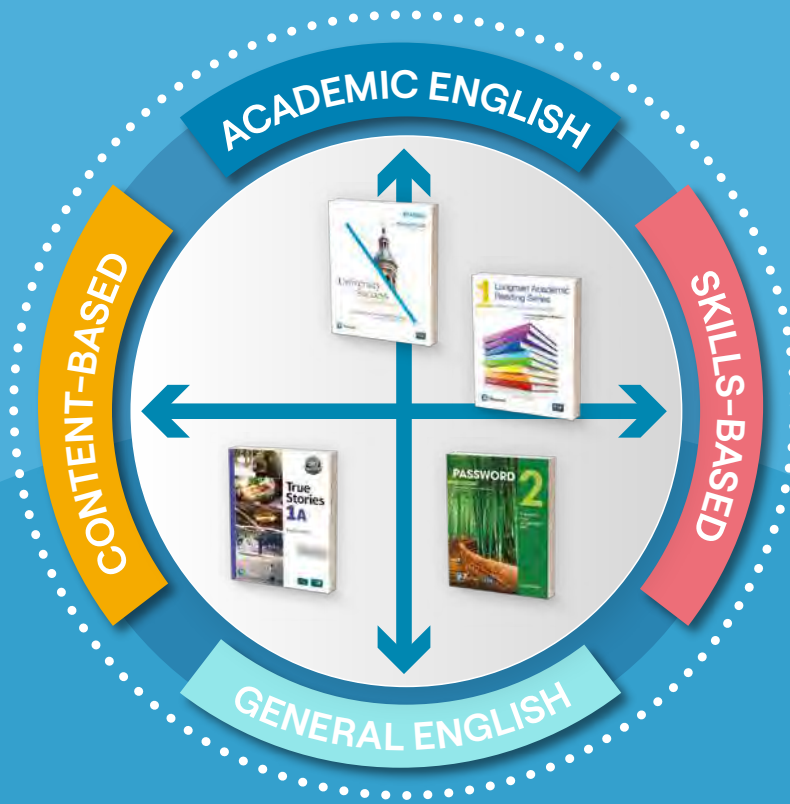 ACADEMIC ENGLISH
CONTENT-BASED
SKILLS-BASED
University
Success
1
Longman Academic
Reading Series
Pearson
True
Stories
1A
PASSWORD 2
GENERAL ENGLISH